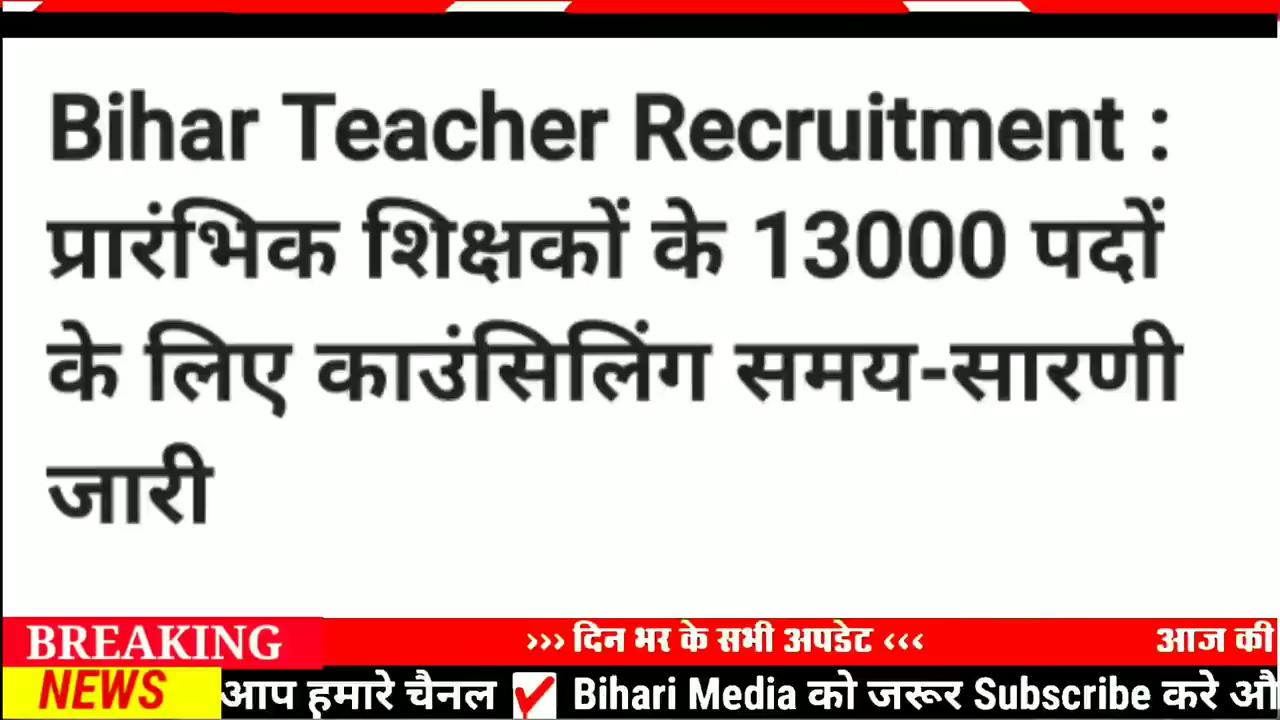 Bihar Teacher Recruitment :
प्रारंभिक शिक्षकों के 13000 पदों
के लिए काउंसिलिंग समय-सारणी
जारी
BREAKING
››› दिन भर के सभी अपडेट ‹‹‹ आज की
NEWS
आप हमारे चैनल ✔ Bihari Media को जरूर Subscribe करे औ